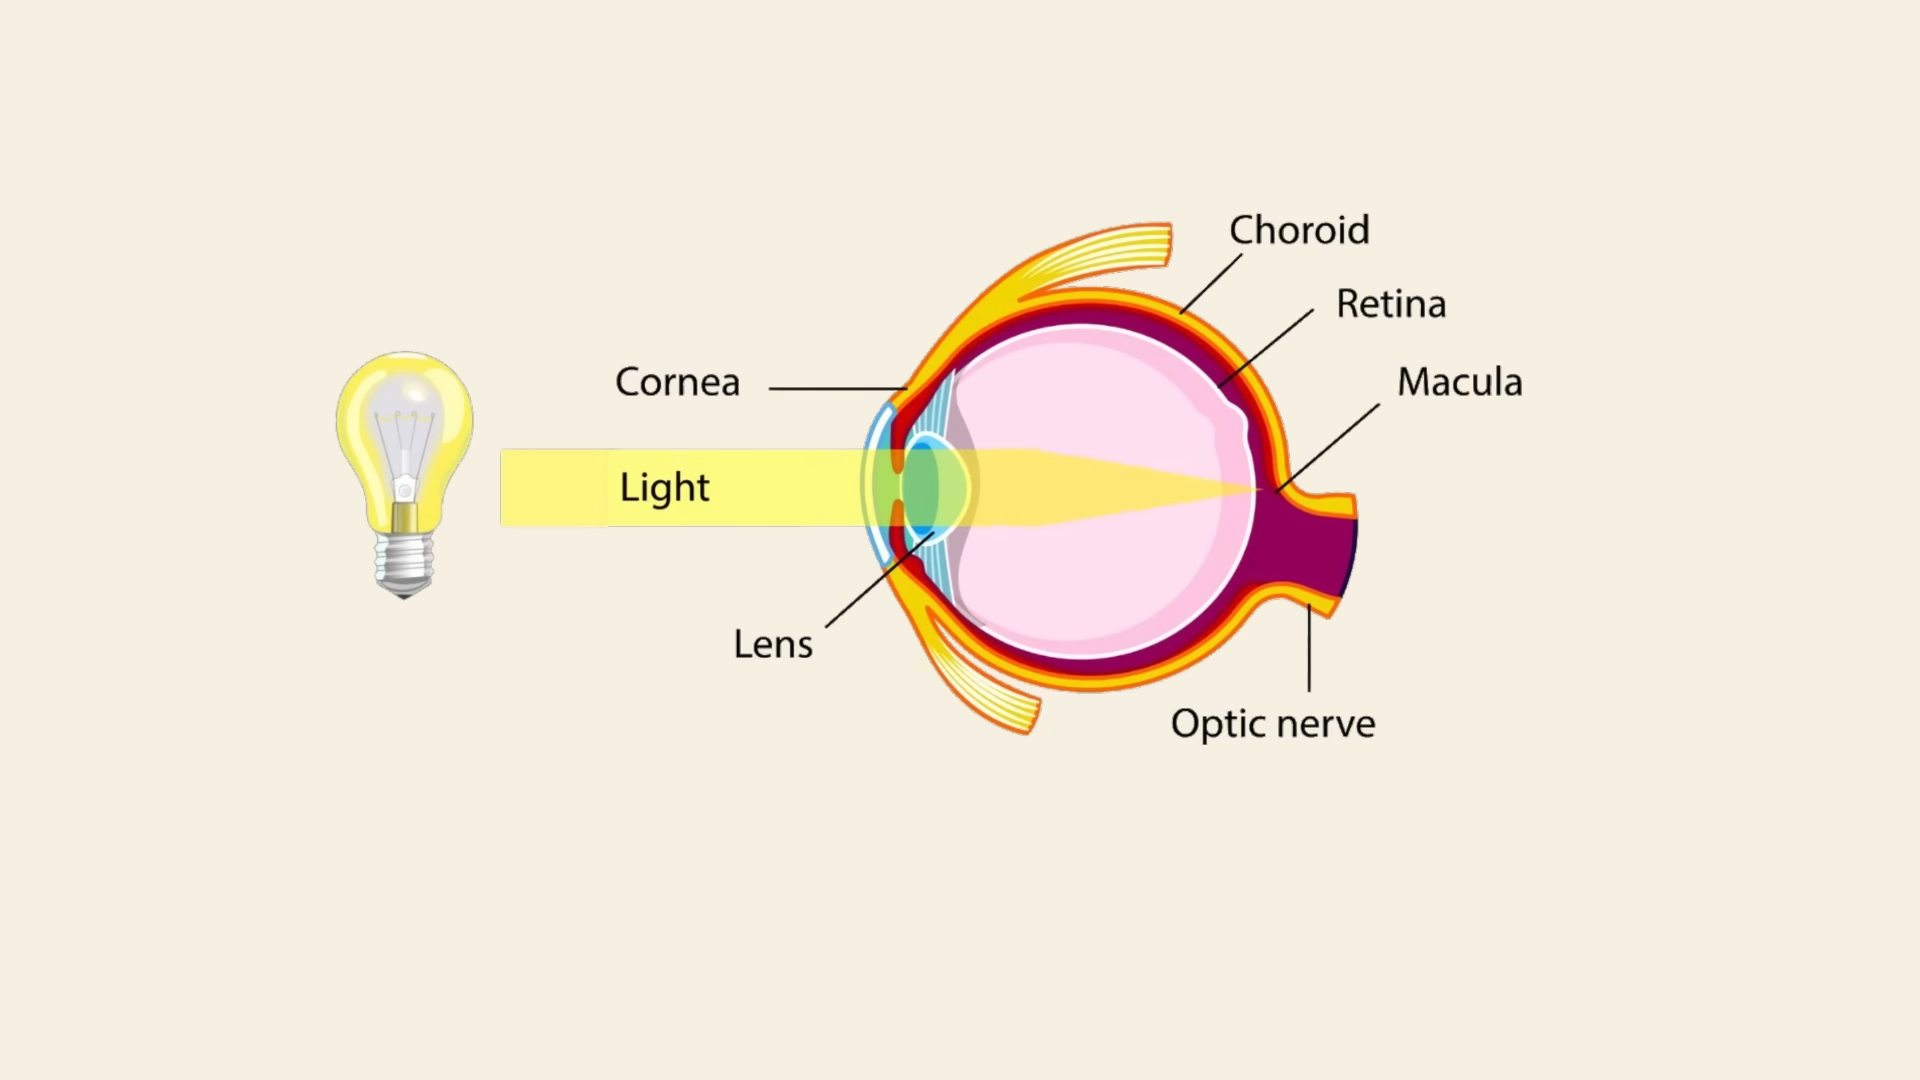 Choroid
Retina
Cornea
Macula
Light
Lens
Optic nerve